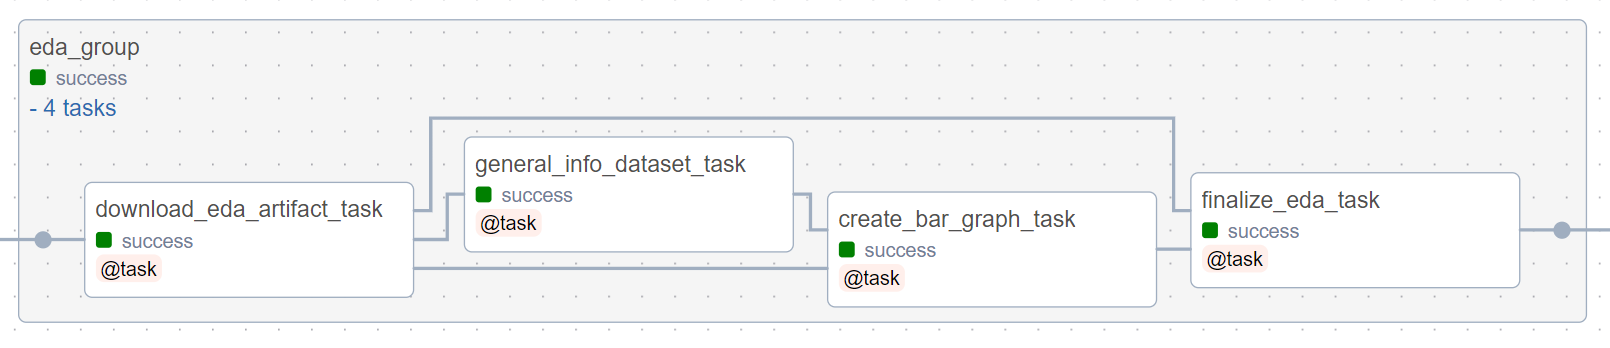 eda_group
success
- 4 tasks
download_eda_artifact_task
success
@task
general_info_dataset_task
success
@task
create_bar_graph_task
success
@task
finalize_eda_task
success
@task